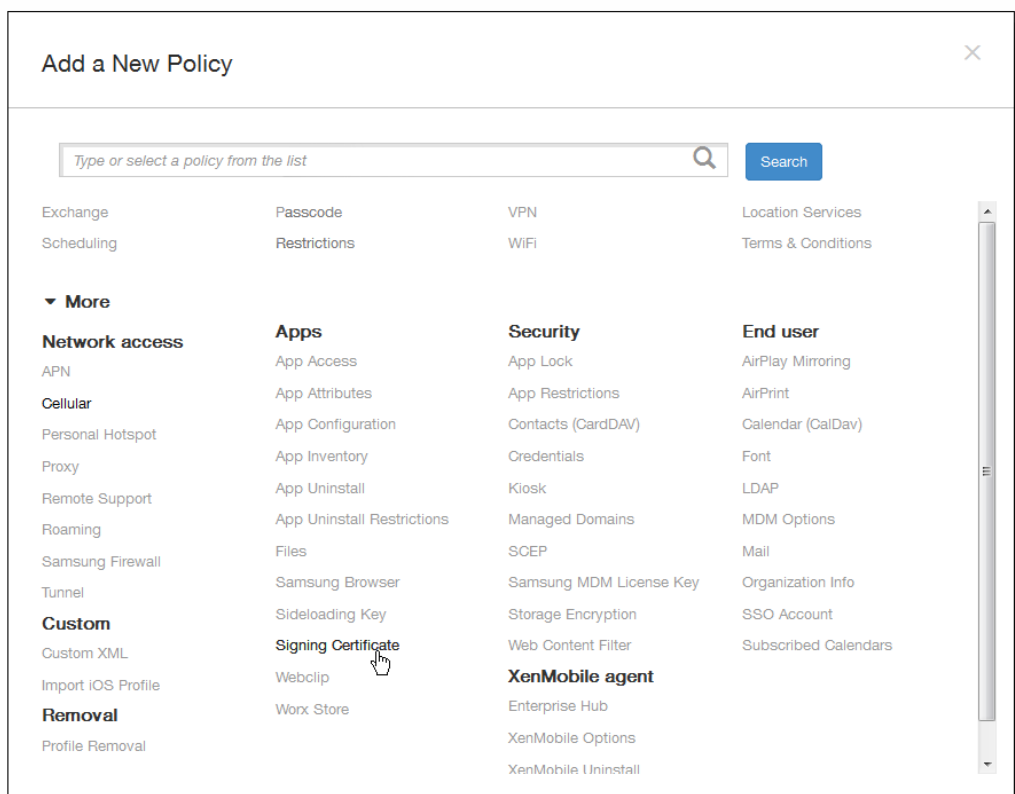 Add a New Policy
Type or select a policy from the list
Search
Exchange
Passcode
VPN
Location Services
Scheduling
Restrictions
WiFi
Terms & Conditions
More
Network access
APN
Cellular
Personal Hotspot
Proxy
Remote Support
Roaming
Samsung Firewall
Tunnel
Custom
Custom XML
Import iOS Profile
Removal
Profile Removal
Apps
App Access
App Attributes
App Configuration
App Inventory
App Uninstall
App Uninstall Restrictions
Files
Samsung Browser
Sideloading Key
Signing Certificate
Webclip
Worx Store
Security
App Lock
App Restrictions
Contacts (CardDAV)
Credentials
Kiosk
Managed Domains
SCEP
Samsung MDM License Key
Storage Encryption
Web Content Filter
XenMobile agent
Enterprise Hub
XenMobile Options
XenMobile Uninstall
End user
AirPlay Mirroring
AirPrint
Calendar (CalDav)
Font
LDAP
MDM Options
Mail
Organization Info
SSO Account
Subscribed Calendars